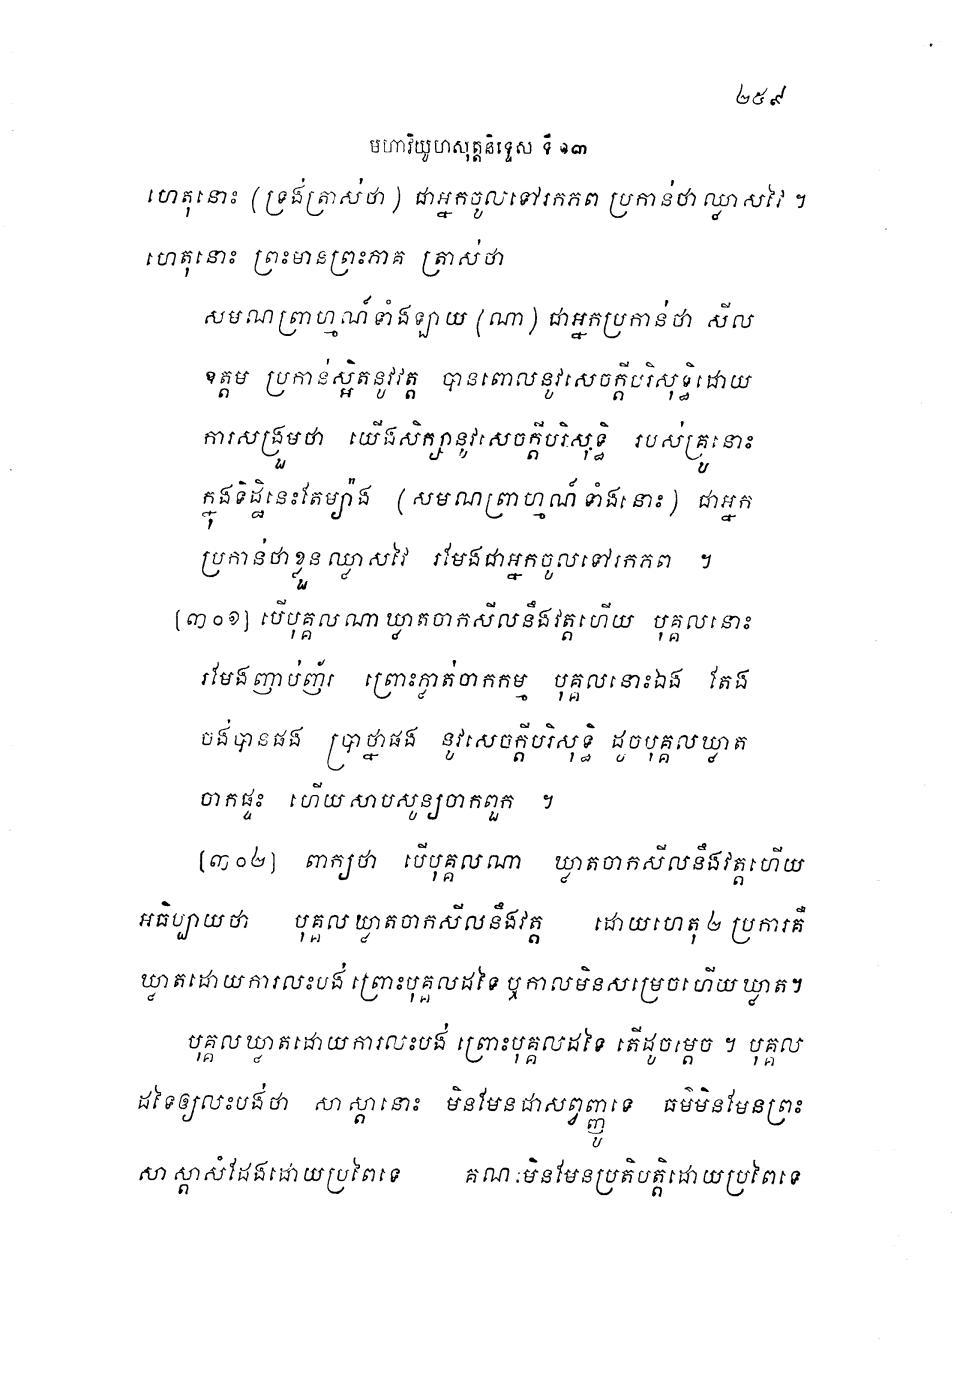 ២៥៩
មហាវិយូហសុត្តនិទ្ទេស ទី ១៣
ហេតុនោះ (ទ្រង់ត្រាស់ថា) ជាអ្នកចូលទៅរកភព ប្រកាន់ថាឈ្លាសវៃ ។
ហេតុនោះ ព្រះមានព្រះភាគ ត្រាស់ថា
សមណព្រាហ្មណ៍ទាំងឡាយ (ណា) ជាអ្នកប្រកាន់ថា សីល
ឧត្តម ប្រកាន់ស្អិតនូវវត្ត បានពោលនូវសេចក្តីបរិសុទ្ធិដោយ
ការសង្រួមថា យើងសិក្សានូវសេចក្តីបរិសុទ្ធិ របស់គ្រូនោះ
ក្នុងទិដ្ឋិនេះតែម្យ៉ាង (សមណព្រាហ្មណ៍ទាំងនោះ) ជាអ្នក
ប្រកាន់ថាខ្លួនឈ្លាសវៃ រមែងជាអ្នកចូលទៅរកភព ។
[៣០១] បើបុគ្គលណាឃ្លាតចាកសីលនឹងវត្តហើយ បុគ្គលនោះ
រមែងញាប់ញ័រ ព្រោះភ្លាត់ចាកកម្ម បុគ្គលនោះឯង តែង
ចង់បានផង ប្រាថ្នាផង នូវសេចក្តីបរិសុទ្ធិ ដូចបុគ្គលឃ្លាត
ចាកផ្ទះ ហើយសាបសូន្យចាកពួក ។
[៣០២] ពាក្យថា បើបុគ្គលណា ឃ្លាតចាកសីលនឹងវត្តហើយ
អធិប្បាយថា បុគ្គលឃ្លាតចាកសីលនឹងវត្ត ដោយហេតុ ២ ប្រការគឺ
ឃ្លាតដោយការលះបង់ ព្រោះបុគ្គលដទៃ ឬកាលមិនសម្រេចហើយឃ្លាត។
បុគ្គលឃ្លាតដោយការលះបង់ ព្រោះបុគ្គលដទៃ តើដូចម្តេច ។ បុគ្គល
ដទៃឲ្យលះបង់ថា សាស្តានោះ មិនមែនជាសព្វញ្ញូទេ ធម៌មិនមែនព្រះ
សាស្តាសំដែងដោយប្រពៃទេ គណៈមិនមែនប្រតិបត្តិដោយប្រពៃទេ